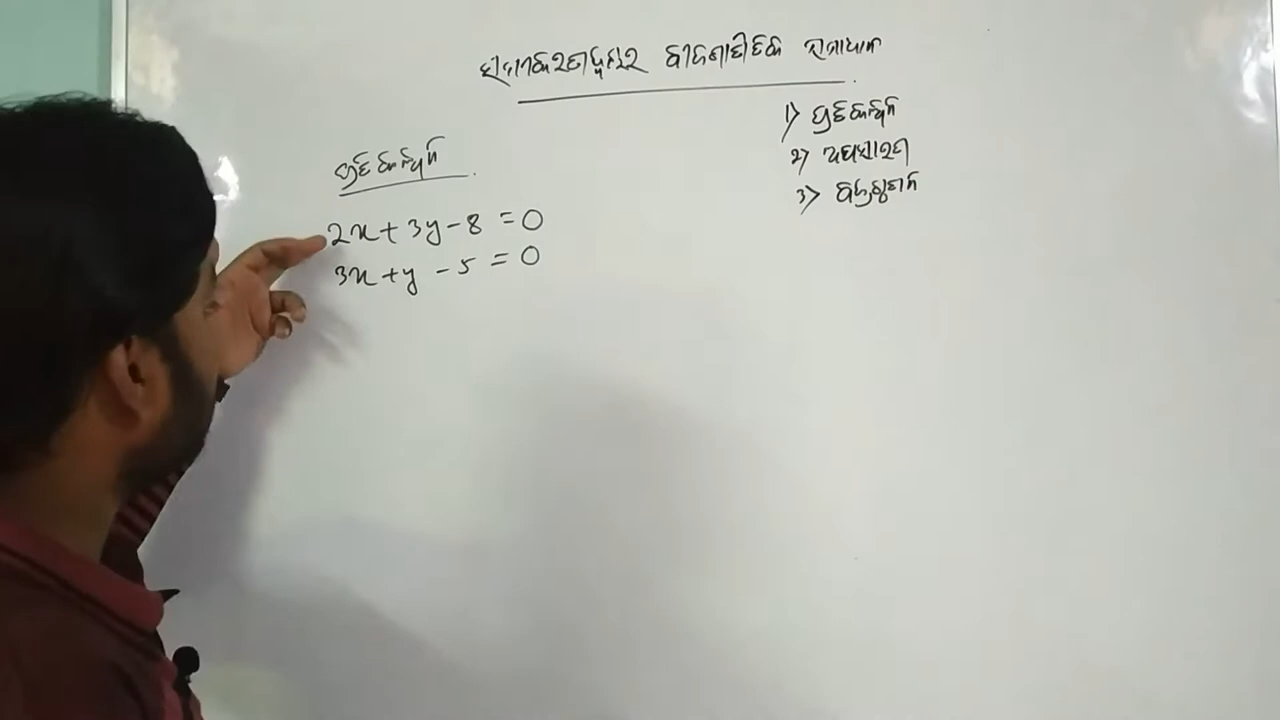 ସମୀକରଣଦ୍ୱୟର ବୀଜଗାଣିତିକ ସମାଧାନ
1) ପ୍ରତିକଳ୍ପନ
2) ଅପସାରଣ
3) ବଜ୍ରଗୁଣନ
ପ୍ରତିକଳ୍ପନ
2x + 3y - 8 = 0
3x + y - 5 = 0